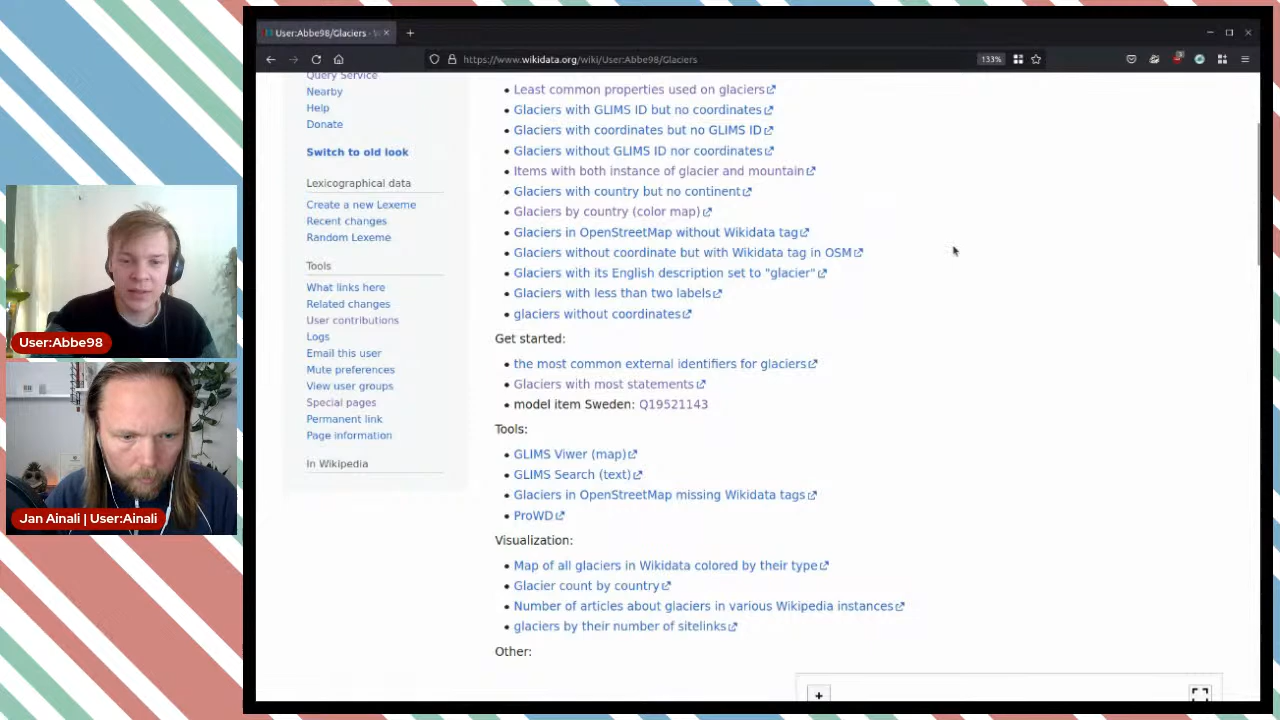 User:Abbe98/Glaciers - W
https://www.wikidata.org/wiki/User:Abbe98/Glaciers
133%
Query Service
Nearby
Help
Donate
Switch to old look
Lexicographical data
Create a new Lexeme
Recent changes
Random Lexeme
Tools
What links here
Related changes
User contributions
Logs
Email this user
Mute preferences
View user groups
Special pages
Permanent link
Page information
In Wikipedia
Least common properties used on glaciers
Glaciers with GLIMS ID but no coordinates
Glaciers with coordinates but no GLIMS ID
Glaciers without GLIMS ID nor coordinates
Items with both instance of glacier and mountain
Glaciers with country but no continent
Glaciers by country (color map)
Glaciers in OpenStreetMap without Wikidata tag
Glaciers without coordinate but with Wikidata tag in OSM
Glaciers with its English description set to "glacier"
Glaciers with less than two labels
glaciers without coordinates
Get started:
the most common external identifiers for glaciers
Glaciers with most statements
model item Sweden: Q19521143
Tools:
GLIMS Viwer (map)
GLIMS Search (text)
Glaciers in OpenStreetMap missing Wikidata tags
ProWD
Visualization:
Map of all glaciers in Wikidata colored by their type
Glacier count by country
Number of articles about glaciers in various Wikipedia instances
glaciers by their number of sitelinks
Other:
+
User:Abbe98
Jan Ainali | User:Ainali